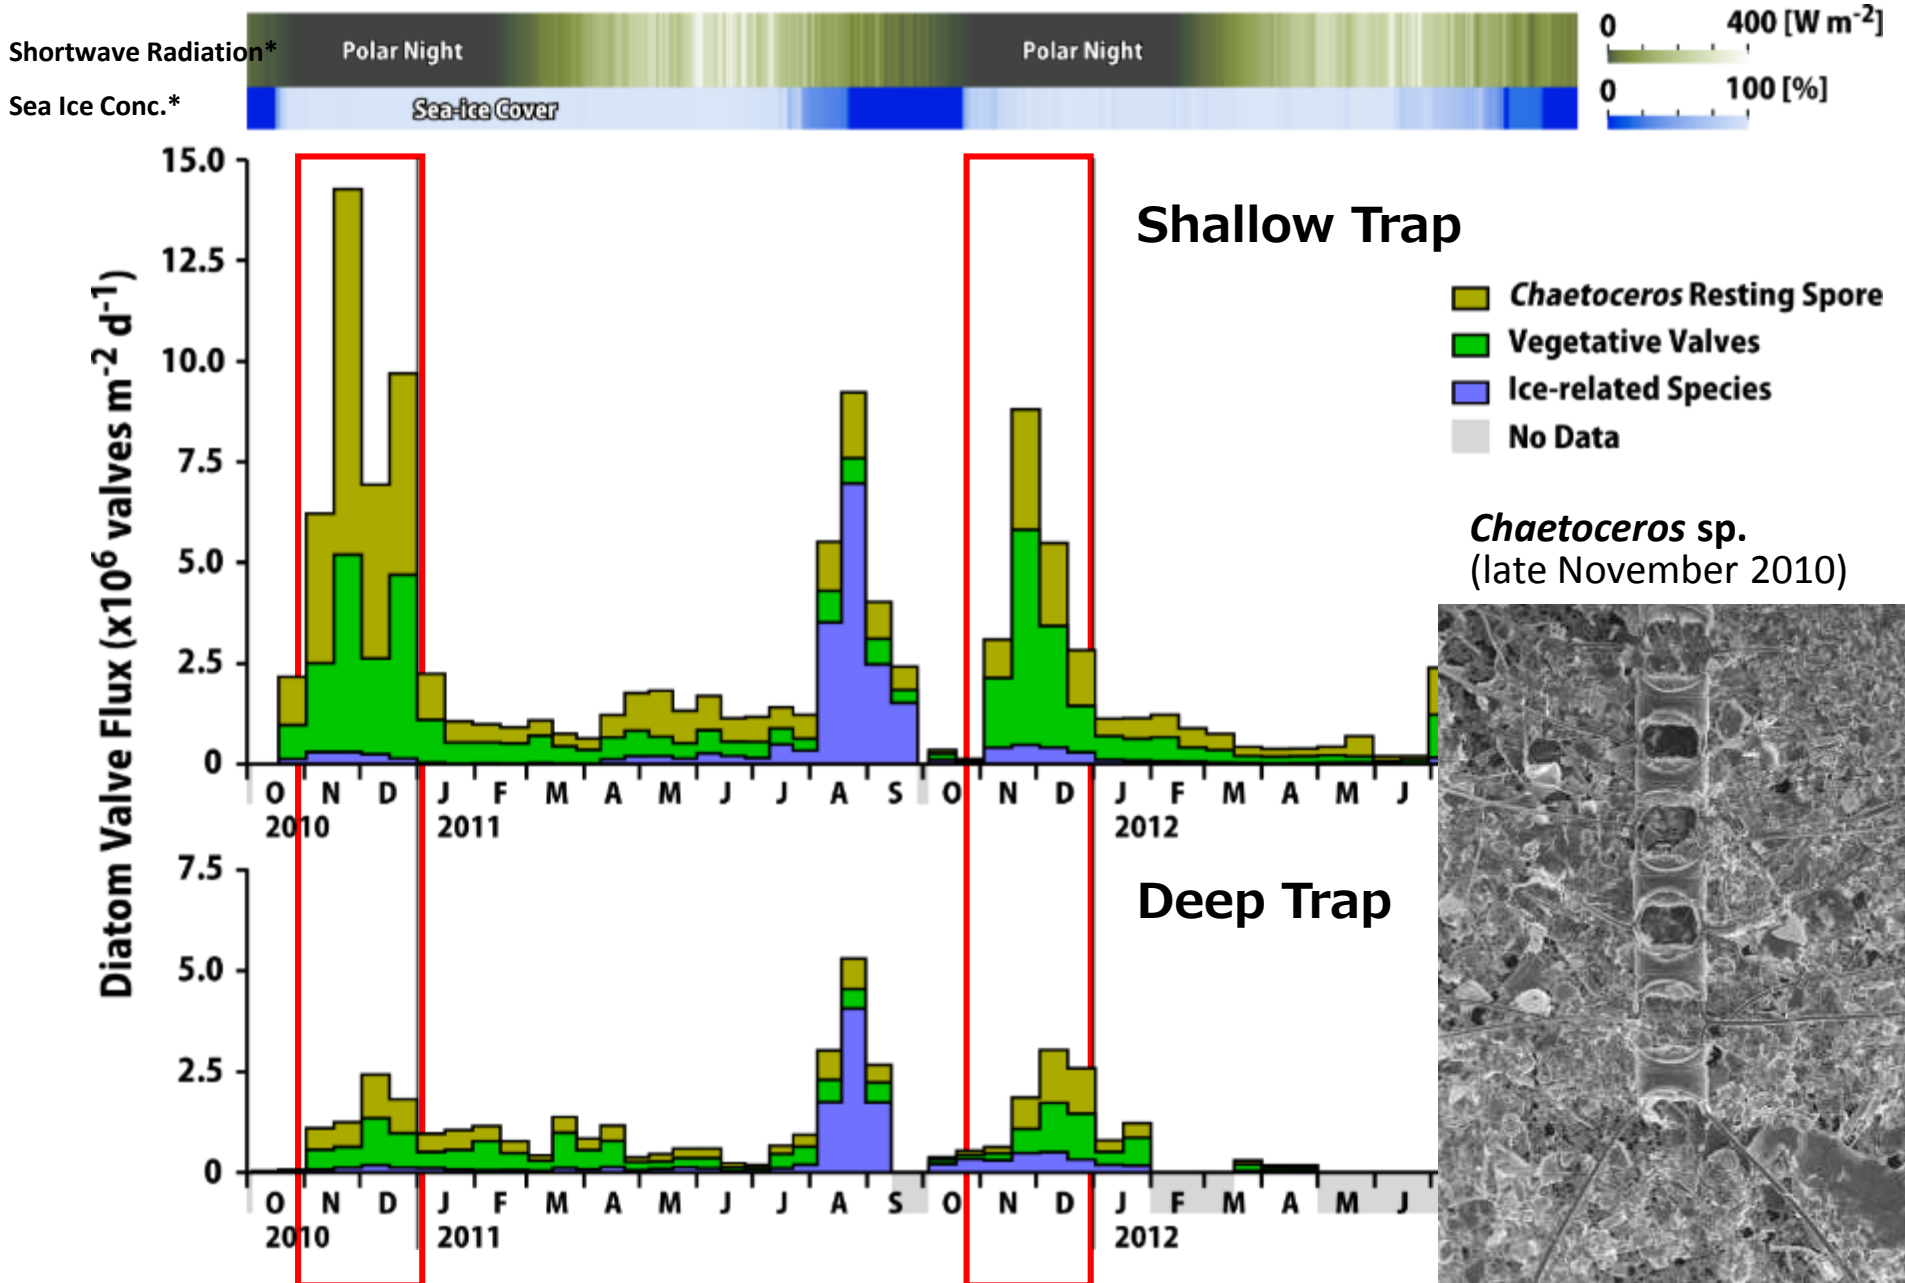 Shortwave Radiation*
Polar Night
Polar Night
0 400 [W m-2]
Sea Ice Conc.*
Sea-ice Cover
0 100 [%]
Diatom Valve Flux (x10⁶ valves m⁻² d⁻¹)
15.0
12.5
10.0
7.5
5.0
2.5
0
Shallow Trap
Chaetoceros Resting Spore
Vegetative Valves
Ice-related Species
No Data
O N D J F M A M J J A S O N D J F M A M J
2010 2011 2012
Chaetoceros sp.
(late November 2010)
7.5
5.0
2.5
0
Deep Trap
O N D J F M A M J J A S O N D J F M A M J
2010 2011 2012